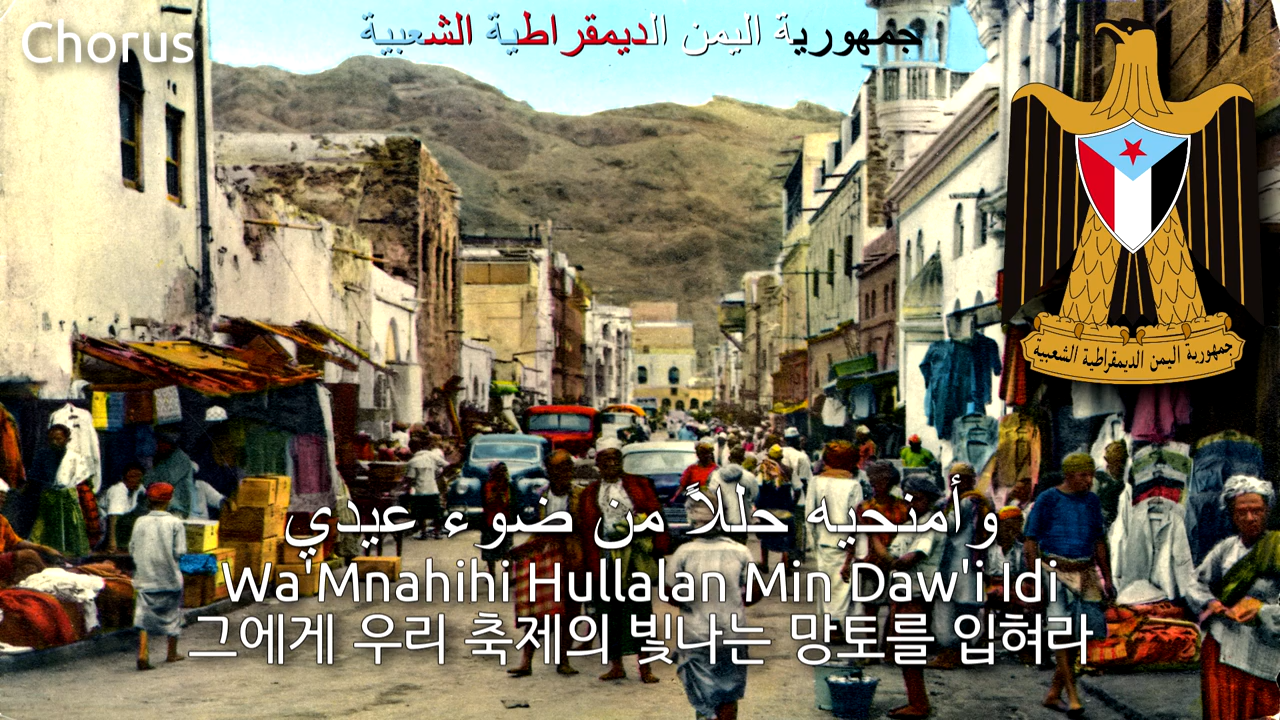 Chorus
جمهورية اليمن الديمقراطية الشعبية
جمهورية اليمن الديمقراطية الشعبية
وأمنحيه حللاً من ضوء عيدي
Wa'Mnahihi Hullalan Min Daw'i Idi
그에게 우리 축제의 빛나는 망토를 입혀라